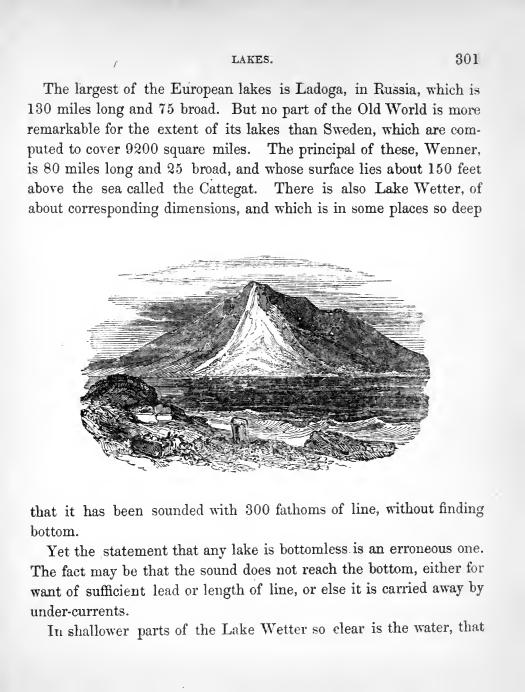 LAKES. 301
The largest of the European lakes is Ladoga, in Russia, which is
130 miles long and 75 broad. But no part of the Old World is more
remarkable for the extent of its lakes than Sweden, which are com-
puted to cover 9200 square miles. The principal of these, Wenner,
is 80 miles long and 25 broad, and whose surface lies about 150 feet
above the sea called the Cattegat. There is also Lake Wetter, of
about corresponding dimensions, and which is in some places so deep
that it has been sounded with 300 fathoms of line, without finding
bottom.
Yet the statement that any lake is bottomless is an erroneous one.
The fact may be that the sound does not reach the bottom, either for
want of sufficient lead or length of line, or else it is carried away by
under-currents.
In shallower parts of the Lake Wetter so clear is the water, that